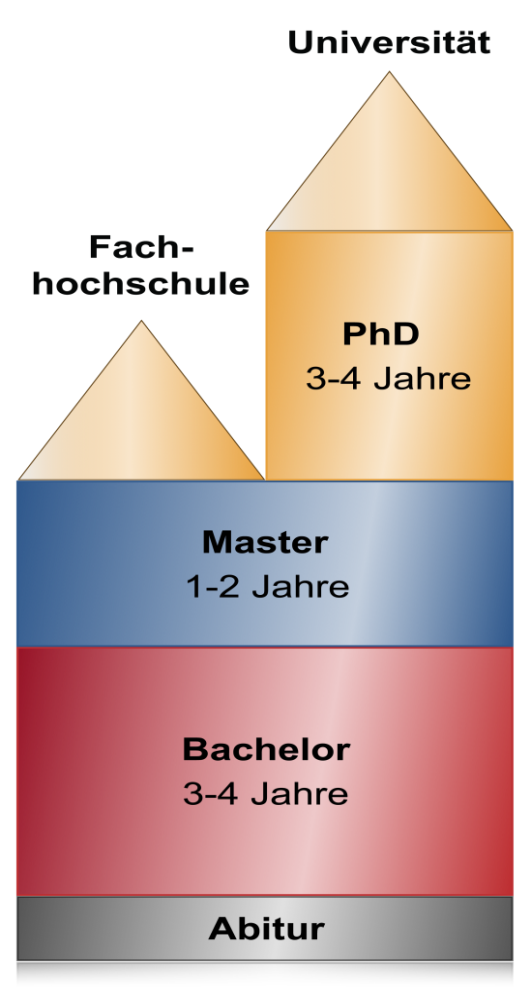 Universität
Fach-
hochschule
PhD
3-4 Jahre
Master
1-2 Jahre
Bachelor
3-4 Jahre
Abitur